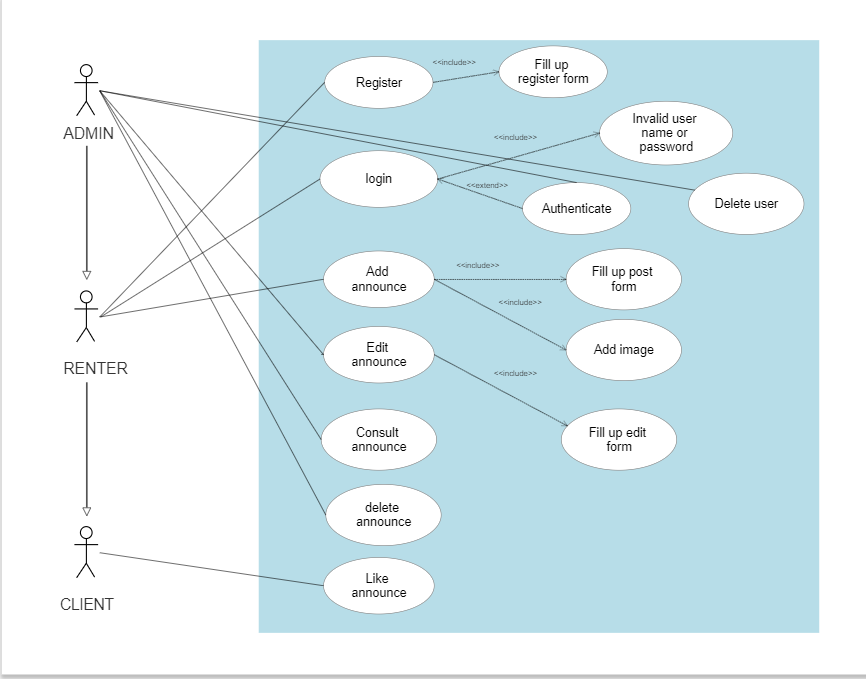 ADMIN
RENTER
CLIENT
Register
<<include>>
Fill up
register form
login
<<include>>
Invalid user
name or
password
<<extend>>
Authenticate
Delete user
Add
announce
<<include>>
Fill up post
form
<<include>>
Add image
Edit
announce
<<include>>
Fill up edit
form
Consult
announce
delete
announce
Like
announce